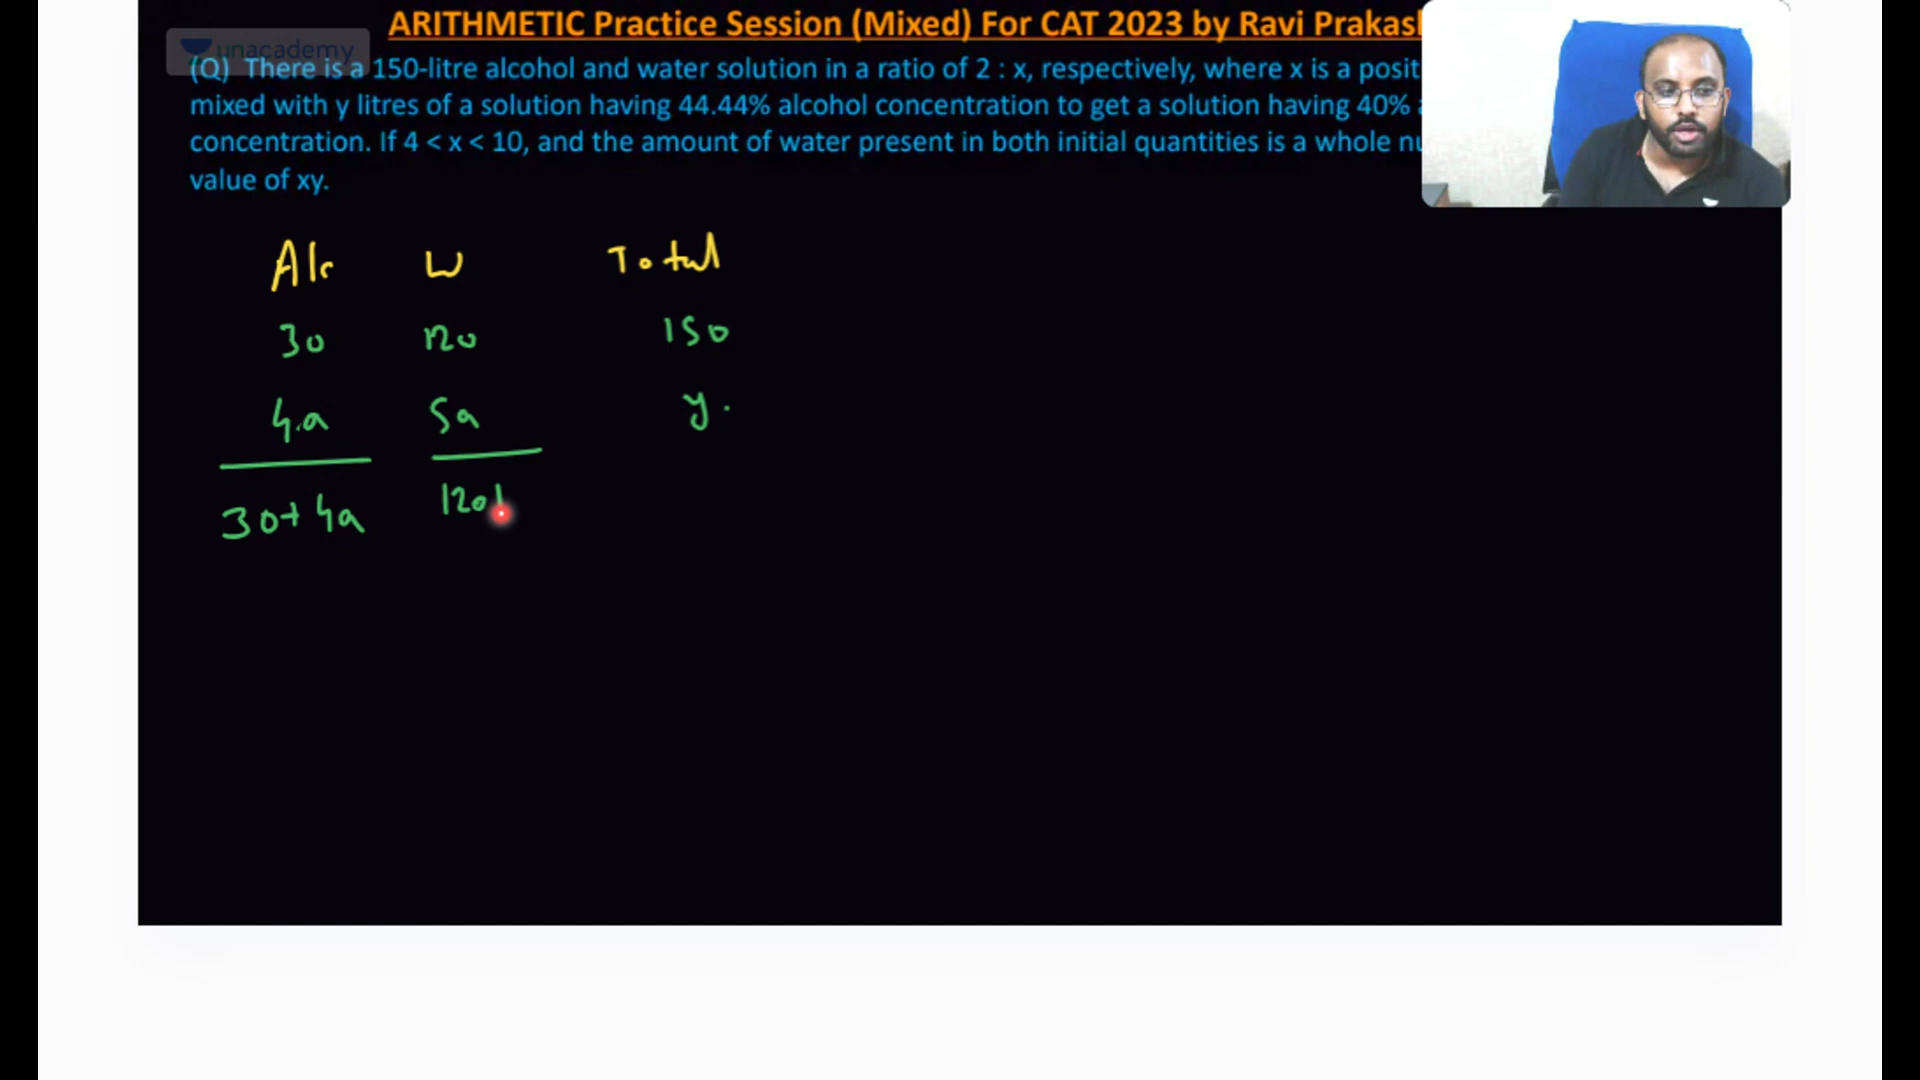 ARITHMETIC Practice Session (Mixed) For CAT 2023 by Ravi Prakash
unacademy
(Q) There is a 150-litre alcohol and water solution in a ratio of 2 : x, respectively, where x is a posit
mixed with y litres of a solution having 44.44% alcohol concentration to get a solution having 40%
concentration. If 4 < x < 10, and the amount of water present in both initial quantities is a whole nu
value of xy.
Alc W Total
30 120 150
4a 5a y.
30+4a 120+